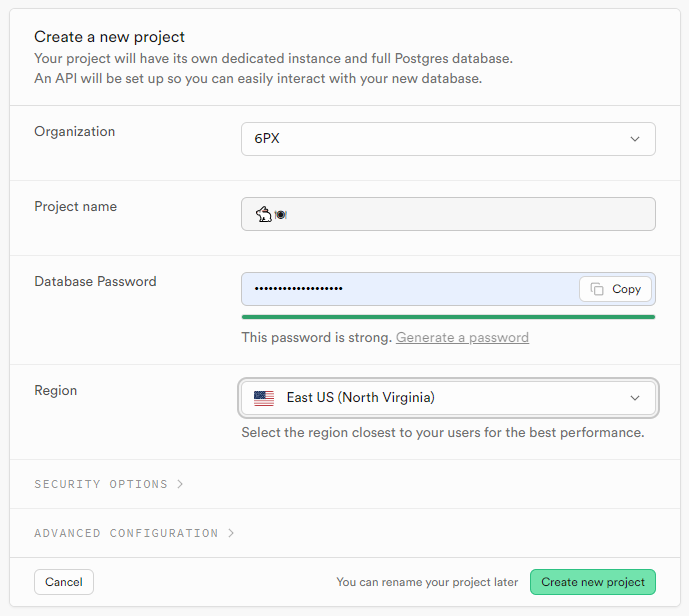 Create a new project
Your project will have its own dedicated instance and full Postgres database.
An API will be set up so you can easily interact with your new database.
Organization
6PX
Project name
🐇🍽️
Database Password
•••••••••••••••••••
Copy
This password is strong. Generate a password
Region
East US (North Virginia)
Select the region closest to your users for the best performance.
SECURITY OPTIONS
ADVANCED CONFIGURATION
Cancel
You can rename your project later
Create new project